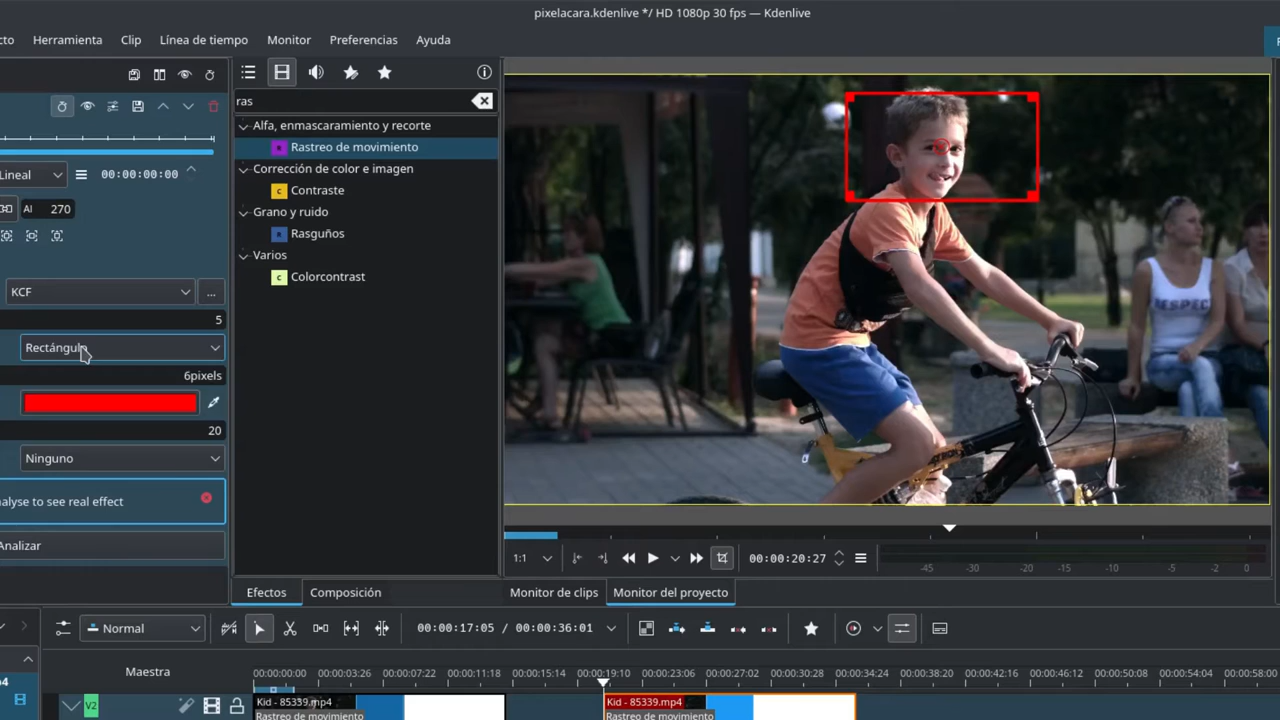 pixelacara.kdenlive */ HD 1080p 30 fps — Kdenlive
cto Herramienta Clip Línea de tiempo Monitor Preferencias Ayuda
ras
Alfa, enmascaramiento y recorte
Rastreo de movimiento
Corrección de color e imagen
Contraste
Grano y ruido
Rasguños
Varios
Colorcontrast
Lineal 00:00:00:00
Al 270
KCF ...
5
Rectángulo
6pixels
20
Ninguno
nalyse to see real effect
Analizar
RESPEC
1:1 00:00:20:27
-45 -30 -20 -15 -10 -5 -2 0
Efectos Composición Monitor de clips Monitor del proyecto
Normal 00:00:17:05 / 00:00:36:01
Maestra
00:00:00:00 00:00:03:26 00:00:07:22 00:00:11:18 00:00:15:14 00:00:19:10 00:00:23:06 00:00:27:02 00:00:30:28 00:00:34:24 00:00:38:20 00:00:42:16 00:00:46:12 00:00:50:08 00:00:54:04 00:00:58:00
V2 Kid - 85339.mp4 Kid - 85339.mp4
Rastreo de movimiento Rastreo de movimiento